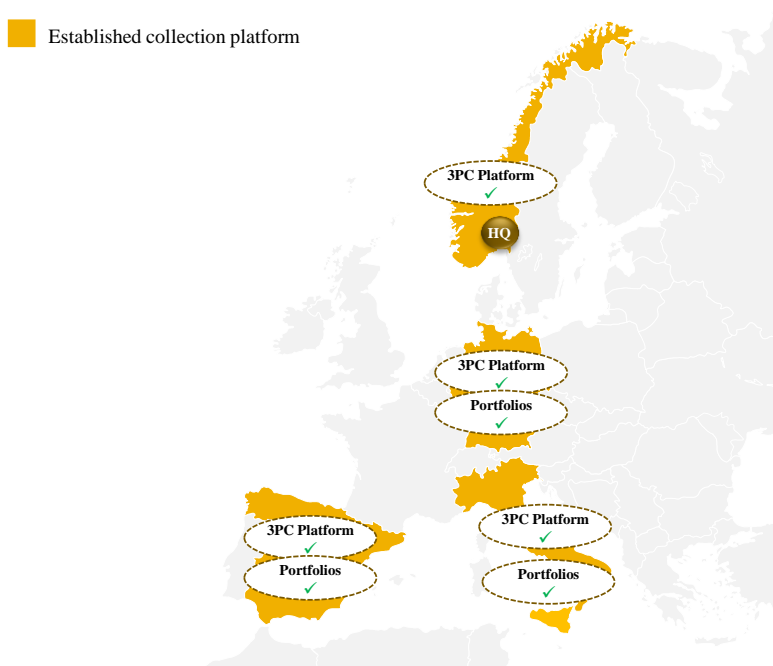 Established collection platform
3PC Platform
✓
HQ
3PC Platform
✓
Portfolios
✓
3PC Platform
✓
Portfolios
✓
3PC Platform
✓
Portfolios
✓